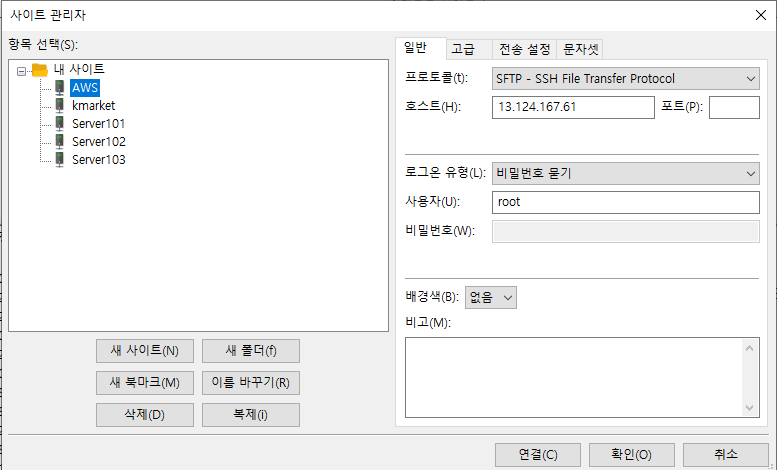 사이트 관리자
항목 선택(S):
내 사이트
AWS
kmarket
Server101
Server102
Server103
새 사이트(N) 새 폴더(f)
새 북마크(M) 이름 바꾸기(R)
삭제(D) 복제(i)
일반 고급 전송 설정 문자셋
프로토콜(t): SFTP - SSH File Transfer Protocol
호스트(H): 13.124.167.61 포트(P):
로그온 유형(L): 비밀번호 묻기
사용자(U): root
비밀번호(W):
배경색(B): 없음
비고(M):
연결(C) 확인(O) 취소